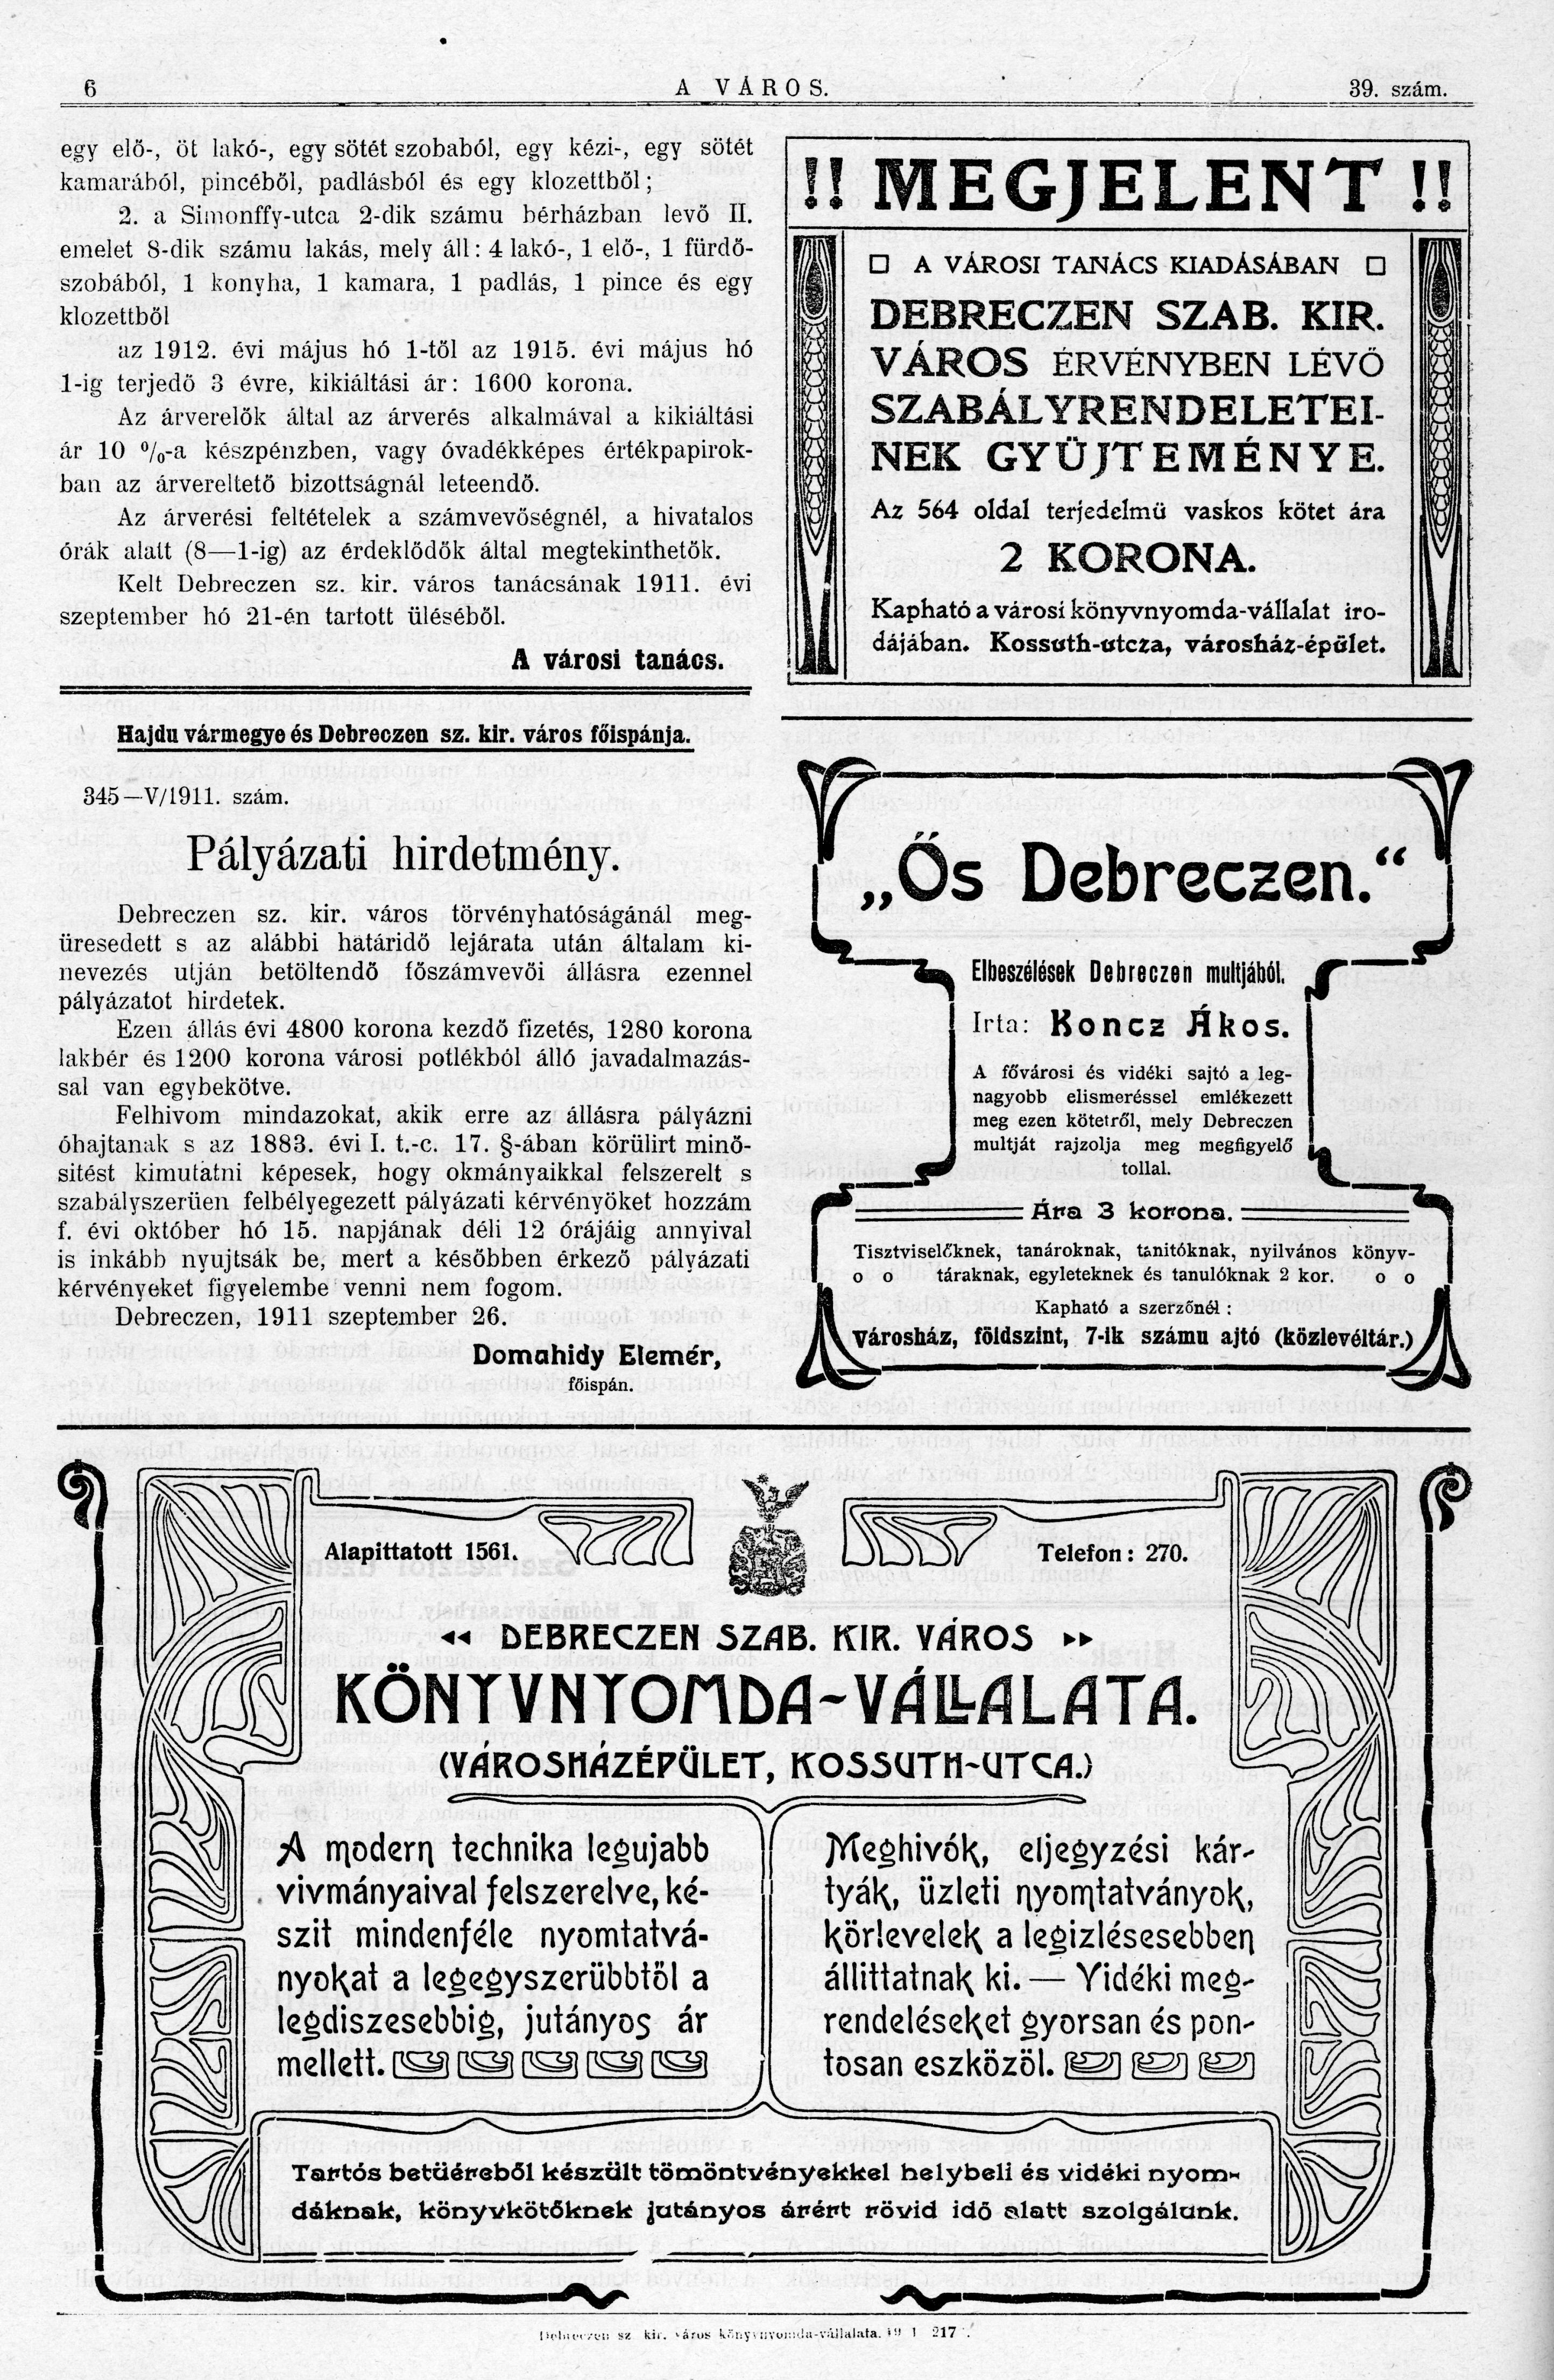 6
A VÁROS.
39. szám.
egy elő-, öt lakó-, egy sötét szobaból, egy kézi-, egy sötét
kamarából, pincéből, padlásból és egy klozettből;
2. a Simonffy-utca 2-dik számu bérházban levő II.
emelet 8-dik számu lakás, mely áll: 4 lakó-, 1 elő-, 1 fürdő-
szobából, 1 konyha, 1 kamara, 1 padlás, 1 pince és egy
klozettből
az 1912. évi május hó 1-től az 1915. évi május hó
1-ig terjedő 3 évre, kikiáltási ár: 1600 korona.
Az árverelők által az árverés alkalmával a kikiáltási
ár 10 %-a készpénzben, vagy óvadékképes értékpapirok-
ban az árvereltető bizottságnál leteendő.
Az árverési feltételek a számvevőségnél, a hivatalos
órák alatt (8—1-ig) az érdeklődők által megtekinthetők.
Kelt Debreczen sz. kir. város tanácsának 1911. évi
szeptember hó 21-én tartott üléséből.
A városi tanács.
Hajdu vármegye és Debreczen sz. kir. város főispánja.
345—V/1911. szám.
Pályázati hirdetmény.
Debreczen sz. kir. város törvényhatóságánál meg-
üresedett s az alábbi határidő lejárata után általam ki-
nevezés utján betöltendő főszámvevői állásra ezennel
pályázatot hirdetek.
Ezen állás évi 4800 korona kezdő fizetés, 1280 korona
lakbér és 1200 korona városi potlékból álló javadalmazás-
sal van egybekötve.
Felhivom mindazokat, akik erre az állásra pályázni
óhajtanak s az 1883. évi I. t.-c. 17. §-ában körülirt minő-
sitést kimutatni képesek, hogy okmányaikkal felszerelt s
szabályszerüen felbélyegezett pályázati kérvényöket hozzám
f. évi október hó 15. napjának déli 12 órájáig annyival
is inkább nyujtsák be, mert a későbben érkező pályázati
kérvényeket figyelembe venni nem fogom.
Debreczen, 1911 szeptember 26.
Domahidy Elemér,
főispán.
!! MEGJELENT !!
A VÁROSI TANÁCS KIADÁSÁBAN
DEBRECZEN SZAB. KIR.
VÁROS ÉRVÉNYBEN LÉVŐ
SZABÁLYRENDELETEI-
NEK GYÜJTEMÉNYE.
Az 564 oldal terjedelmü vaskos kötet ára
2 KORONA.
Kapható a városi könyvnyomda-vállalat iro-
dájában. Kossuth-utcza, városház-épület.
„Ős Debreczen.“
Elbeszélések Debreczen multjából.
Irta: Koncz Ákos.
A fővárosi és vidéki sajtó a leg-
nagyobb elismeréssel emlékezett
meg ezen kötetről, mely Debreczen
multját rajzolja meg megfigyelő
tollal.
Ára 3 korona.
Tisztviselőknek, tanároknak, tanitóknak, nyilvános könyv-
o o táraknak, egyleteknek és tanulóknak 2 kor. o o
Kapható a szerzőnél:
Városház, földszint, 7-ik számu ajtó (közlevéltár.)
Alapittatott 1561.
Telefon: 270.
DEBRECZEN SZAB. KIR. VÁROS
KÖNYVNYOMDA-VÁLLALATA.
(VÁROSHÁZÉPÜLET, KOSSUTH-UTCA.)
A modern technika legujabb
vivmányaival felszerelve, ké-
szit mindenféle nyomtatvá-
nyokat a legegyszerübbtől a
legdiszesebbig, jutányos ár
mellett.
Meghivók, eljegyzési kár-
tyák, üzleti nyomtatványok,
körlevelek a legizlésesebben
állittatnak ki. — Vidéki meg-
rendeléseket gyorsan és pon-
tosan eszközöl.
Tartós betüéreből készült tömöntvényekkel helybeli és vidéki nyom-
dáknak, könyvkötőknek jutányos árért rövid idő alatt szolgálunk.
Debreczen sz. kir. város könyvnyomda-vállalata.